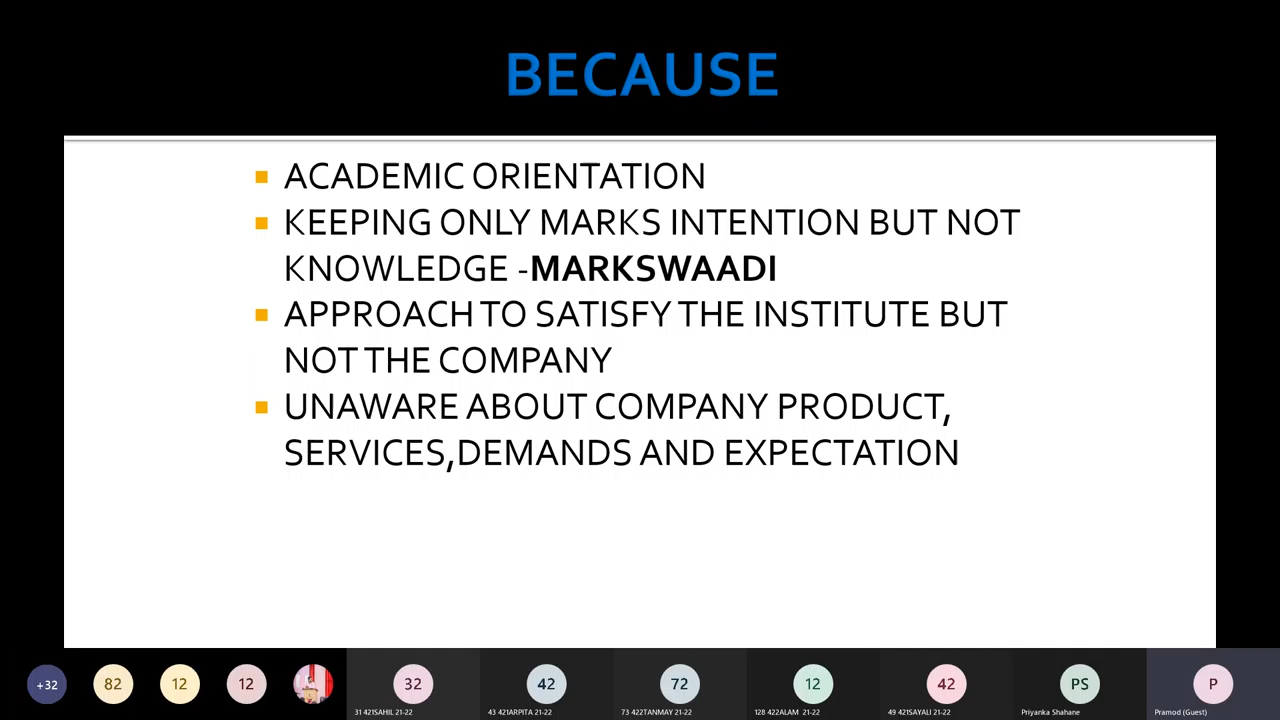 BECAUSE
ACADEMIC ORIENTATION
KEEPING ONLY MARKS INTENTION BUT NOT
KNOWLEDGE -MARKSWAADI
APPROACH TO SATISFY THE INSTITUTE BUT
NOT THE COMPANY
UNAWARE ABOUT COMPANY PRODUCT,
SERVICES,DEMANDS AND EXPECTATION
+32 82 12 12 32 42 72 12 42 PS P
31 421SAHIL 21-22 43 421ARPITA 21-22 73 422TANMAY 21-22 128 422ALAM 21-22 49 421SAYALI 21-22 Priyanka Shahane Pramod (Guest)